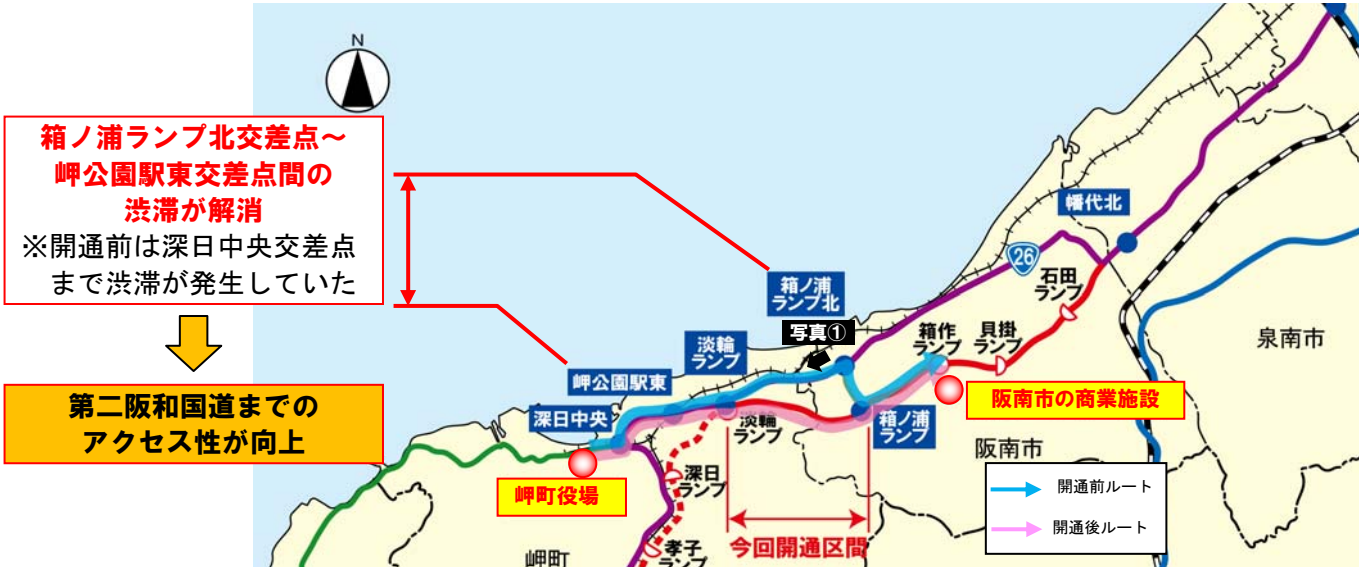 N
箱ノ浦ランプ北交差点～
岬公園駅東交差点間の
渋滞が解消
※開通前は深日中央交差点
まで渋滞が発生していた
第二阪和国道までの
アクセス性が向上
幡代北
26
石田
ランプ
箱ノ浦
ランプ北
写真①
箱作
ランプ
貝掛
ランプ
泉南市
淡輪
ランプ
岬公園駅東
深日中央
阪南市の商業施設
淡輪
ランプ
箱ノ浦
ランプ
阪南市
深日
ランプ
岬町役場
開通前ルート
開通後ルート
今回開通区間
孝子
ランプ
岬町